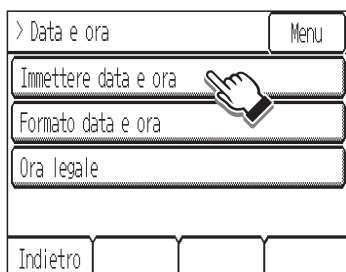 > Data e ora
Menu
Immettere data e ora
Formato data e ora
Ora legale
Indietro